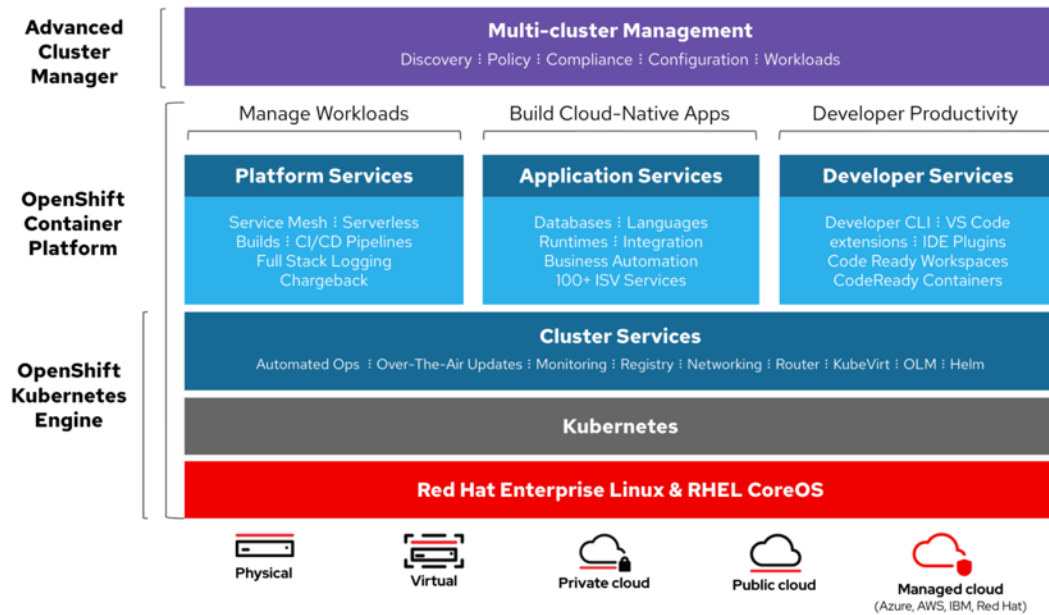 Advanced
Cluster
Manager
Multi-cluster Management
Discovery ⁝ Policy ⁝ Compliance ⁝ Configuration ⁝ Workloads
Manage Workloads
Build Cloud-Native Apps
Developer Productivity
OpenShift
Container
Platform
Platform Services
Service Mesh ⁝ Serverless
Builds ⁝ CI/CD Pipelines
Full Stack Logging
Chargeback
Application Services
Databases ⁝ Languages
Runtimes ⁝ Integration
Business Automation
100+ ISV Services
Developer Services
Developer CLI ⁝ VS Code
extensions ⁝ IDE Plugins
Code Ready Workspaces
CodeReady Containers
OpenShift
Kubernetes
Engine
Cluster Services
Automated Ops ⁝ Over-The-Air Updates ⁝ Monitoring ⁝ Registry ⁝ Networking ⁝ Router ⁝ KubeVirt ⁝ OLM ⁝ Helm
Kubernetes
Red Hat Enterprise Linux & RHEL CoreOS
Physical
Virtual
Private cloud
Public cloud
Managed cloud
(Azure, AWS, IBM, Red Hat)